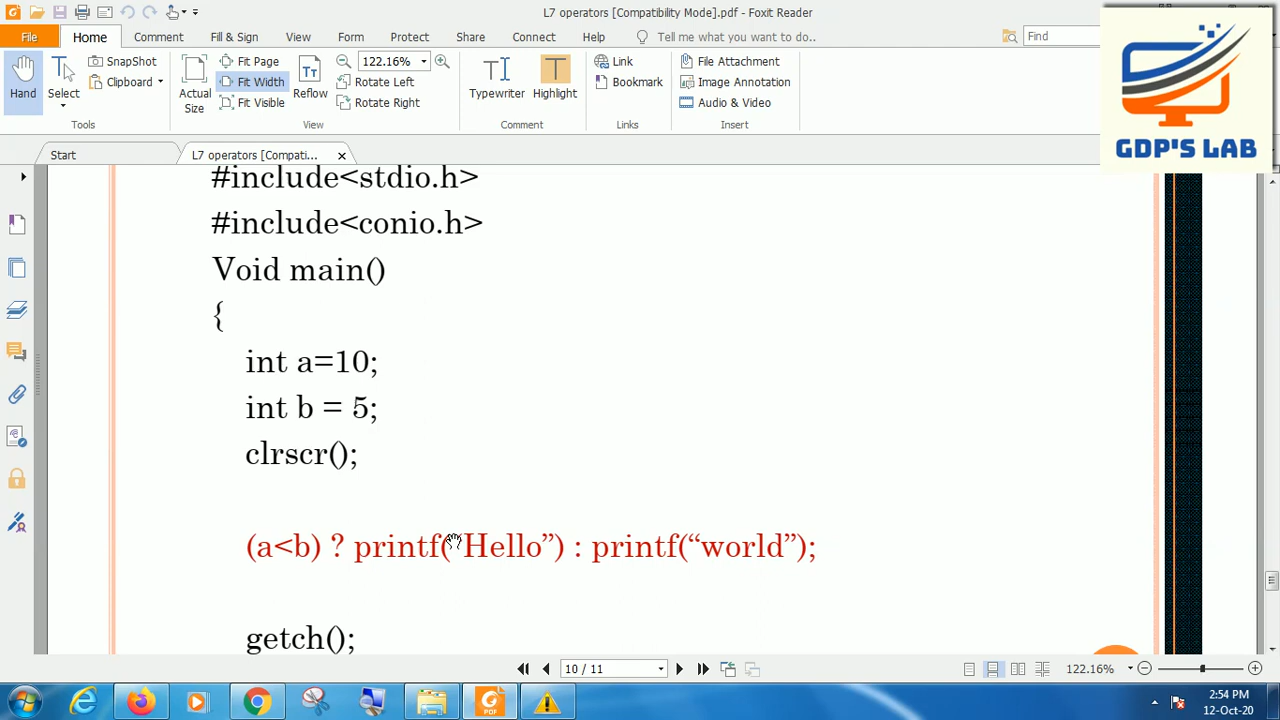 L7 operators [Compatibility Mode].pdf - Foxit Reader
File Home Comment Fill & Sign View Form Protect Share Connect Help Tell me what you want to do.. Find
Hand Select SnapShot Clipboard
Tools
Actual Size Fit Page Fit Width Fit Visible Reflow 122.16% Rotate Left Rotate Right
View
Typewriter Highlight
Comment
Link Bookmark
Links
File Attachment Image Annotation Audio & Video
Insert
GDP'S LAB
Start L7 operators [Compati...
#include<stdio.h>
#include<conio.h>
Void main()
{
int a=10;
int b = 5;
clrscr();
(a<b) ? printf(“Hello”) : printf(“world”);
getch();
10 / 11 122.16%
PDF
2:54 PM
12-Oct-20